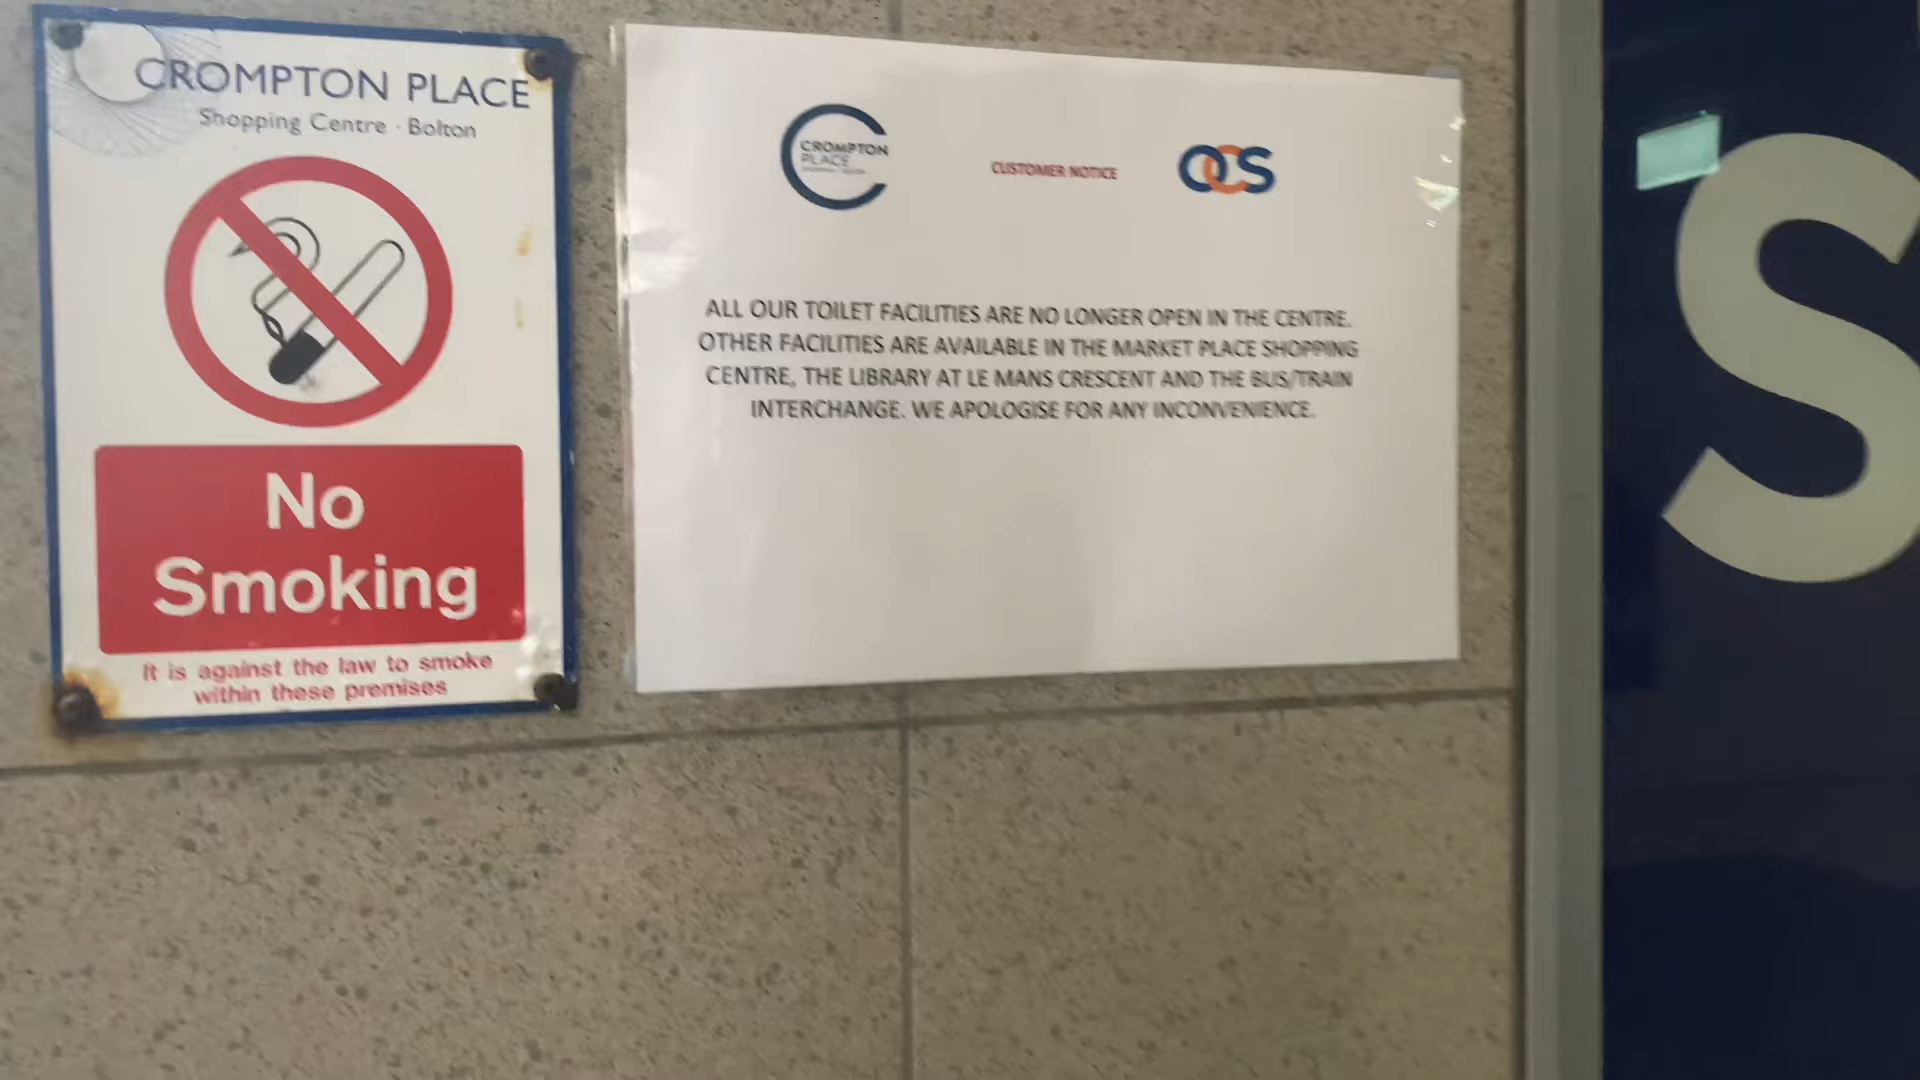 CROMPTON PLACE
Shopping Centre · Bolton
No
Smoking
It is against the law to smoke
within these premises
CROMPTON
PLACE
CUSTOMER NOTICE
OCS
ALL OUR TOILET FACILITIES ARE NO LONGER OPEN IN THE CENTRE.
OTHER FACILITIES ARE AVAILABLE IN THE MARKET PLACE SHOPPING
CENTRE, THE LIBRARY AT LE MANS CRESCENT AND THE BUS/TRAIN
INTERCHANGE. WE APOLOGISE FOR ANY INCONVENIENCE.
S